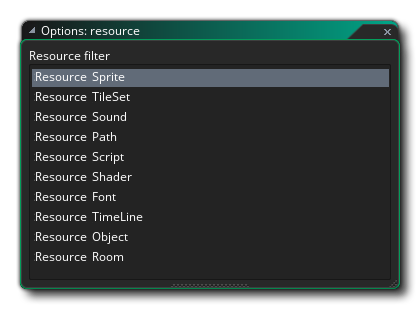 Options: resource
Resource filter
Resource Sprite
Resource TileSet
Resource Sound
Resource Path
Resource Script
Resource Shader
Resource Font
Resource TimeLine
Resource Object
Resource Room